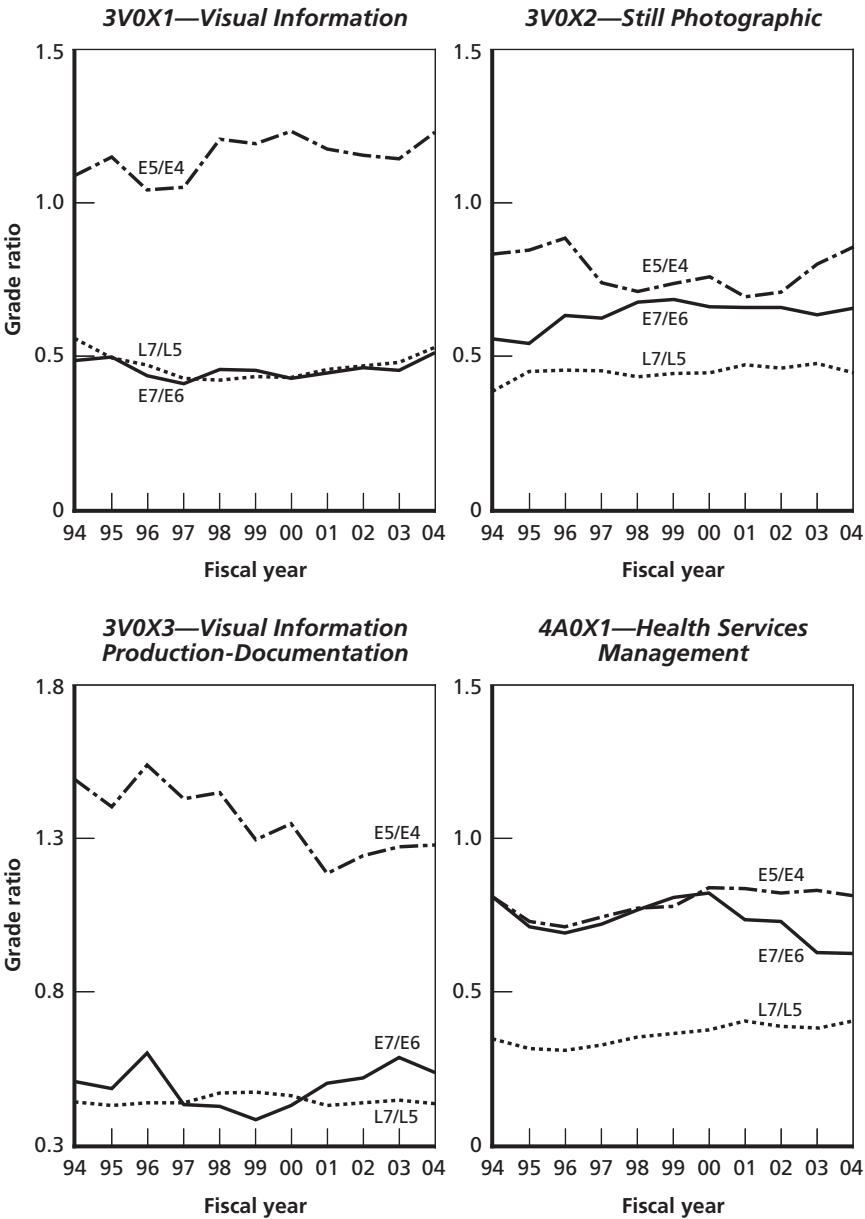 3V0X1—Visual Information
Grade ratio
1.5
1.0
0.5
0
E5/E4
L7/L5
E7/E6
94 95 96 97 98 99 00 01 02 03 04
Fiscal year
3V0X2—Still Photographic
1.5
1.0
0.5
0
E5/E4
E7/E6
L7/L5
94 95 96 97 98 99 00 01 02 03 04
Fiscal year
3V0X3—Visual Information
Production-Documentation
Grade ratio
1.8
1.3
0.8
0.3
E5/E4
E7/E6
L7/L5
94 95 96 97 98 99 00 01 02 03 04
Fiscal year
4A0X1—Health Services
Management
1.5
1.0
0.5
0
E5/E4
E7/E6
L7/L5
94 95 96 97 98 99 00 01 02 03 04
Fiscal year